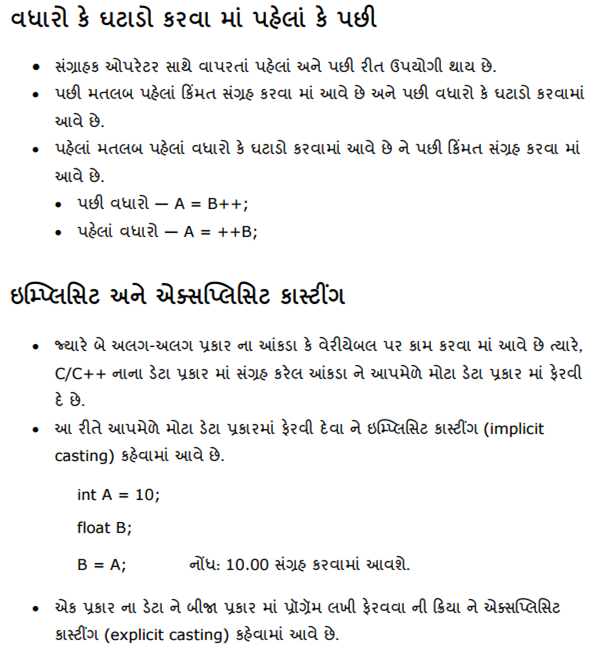 વધારો કે ઘટાડો કરવા માં પહેલાં કે પછી
• સંગ્રાહક ઓપરેટર સાથે વાપરતાં પહેલાં અને પછી રીત ઉપયોગી થાય છે.
• પછી મતલબ પહેલાં કિંમત સંગ્રહ કરવા માં આવે છે અને પછી વધારો કે ઘટાડો કરવામાં
આવે છે.
• પહેલાં મતલબ પહેલાં વધારો કે ઘટાડો કરવામાં આવે છે ને પછી કિંમત સંગ્રહ કરવા માં
આવે છે.
• પછી વધારો — A = B++;
• પહેલાં વધારો — A = ++B;
ઇમ્પ્લિસિટ અને એક્સપ્લિસિટ કાસ્ટીંગ
• જ્યારે બે અલગ-અલગ પ્રકાર ના આંકડા કે વેરીયેબલ પર કામ કરવા માં આવે છે ત્યારે,
C/C++ નાના ડેટા પ્રકાર માં સંગ્રહ કરેલ આંકડા ને આપમેળે મોટા ડેટા પ્રકાર માં ફેરવી
દે છે.
• આ રીતે આપમેળે મોટા ડેટા પ્રકારમાં ફેરવી દેવા ને ઇમ્પ્લિસિટ કાસ્ટીંગ (implicit
casting) કહેવામાં આવે છે.
int A = 10;
float B;
B = A; નોંધ: 10.00 સંગ્રહ કરવામાં આવશે.
• એક પ્રકાર ના ડેટા ને બીજા પ્રકાર માં પ્રૉગ્રૅમ લખી ફેરવવા ની ક્રિયા ને એક્સપ્લિસિટ
કાસ્ટીંગ (explicit casting) કહેવામાં આવે છે.